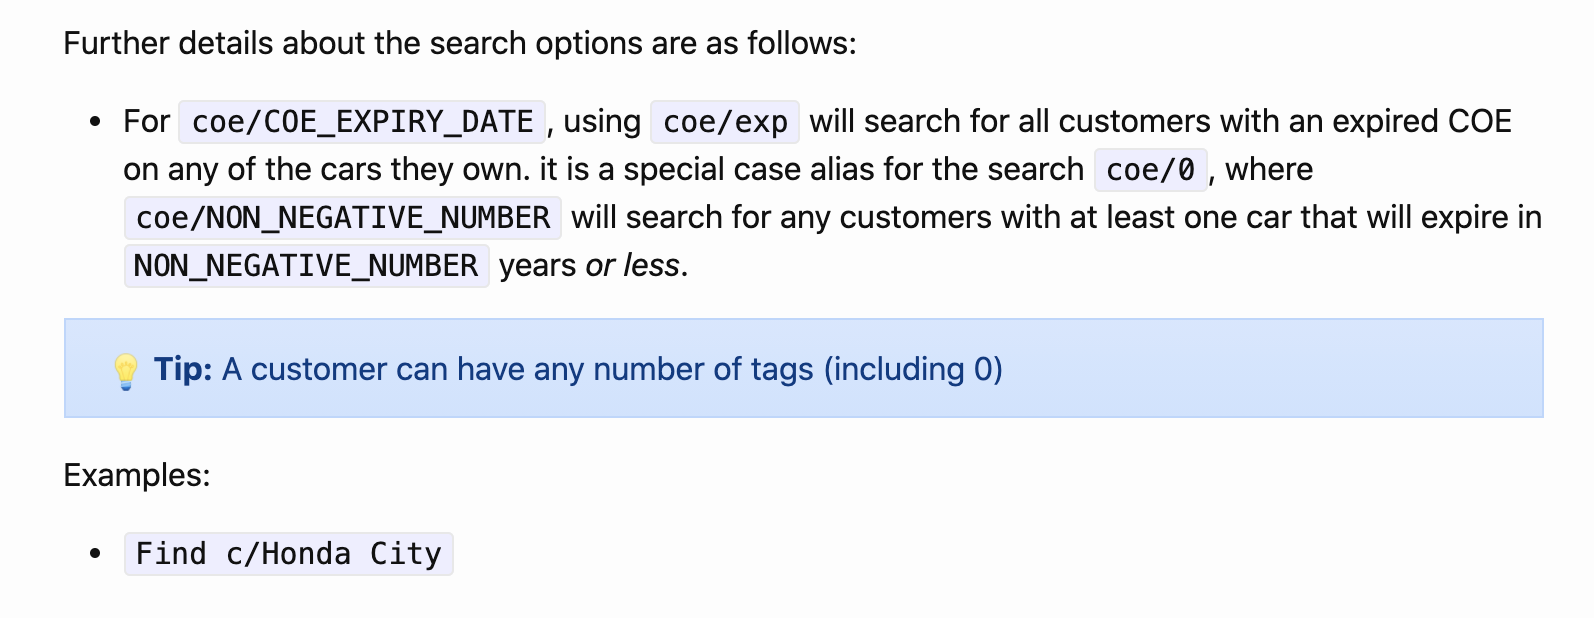 Further details about the search options are as follows:
• For coe/COE_EXPIRY_DATE, using coe/exp will search for all customers with an expired COE
on any of the cars they own. it is a special case alias for the search coe/0, where
coe/NON_NEGATIVE_NUMBER will search for any customers with at least one car that will expire in
NON_NEGATIVE_NUMBER years or less.
💡 Tip: A customer can have any number of tags (including 0)
Examples:
• Find c/Honda City